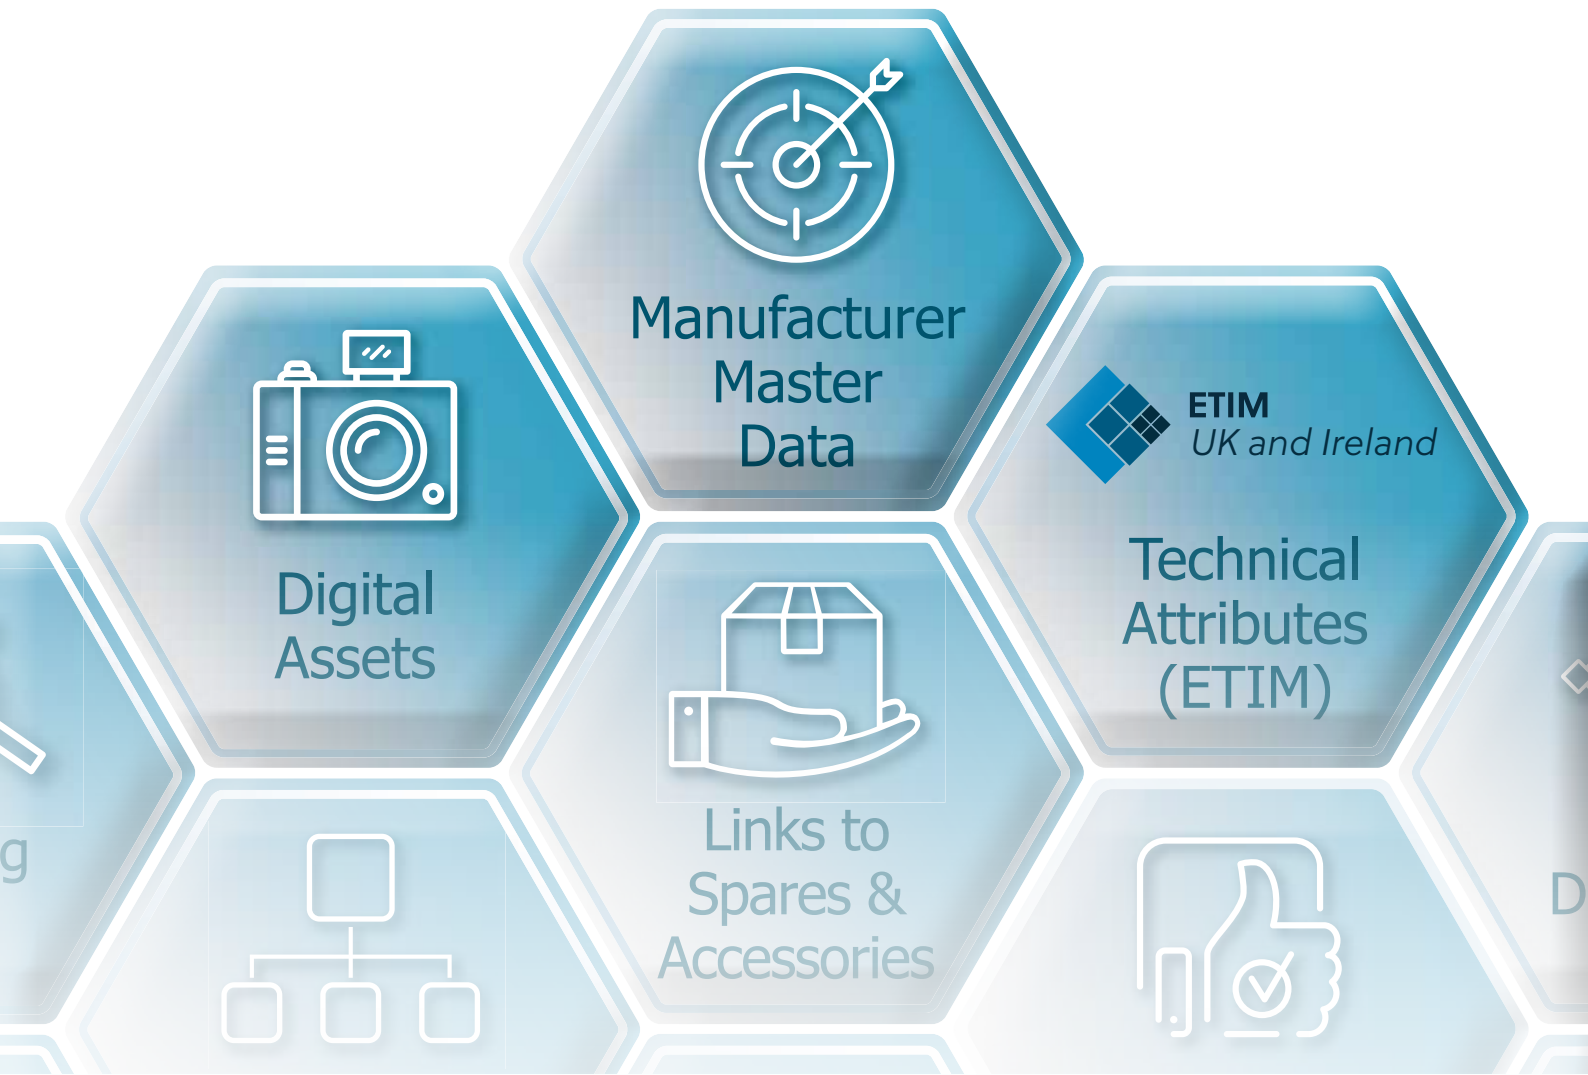 Manufacturer
Master
Data
Digital
Assets
ETIM
UK and Ireland
Technical
Attributes
(ETIM)
Links to
Spares &
Accessories
g
D